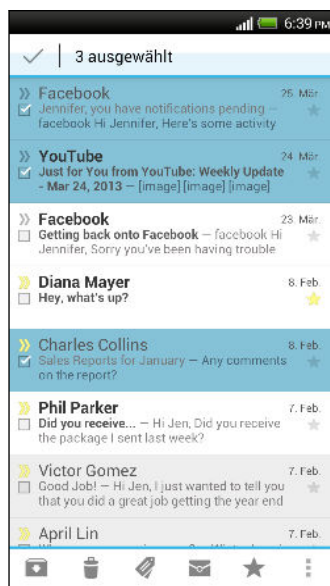 6:39 PM
3 ausgewählt
Facebook 25. Mär.
Jennifer, you have notifications pending –
facebook Hi Jennifer, Here's some activity
YouTube 24. Mär.
Just for You from YouTube: Weekly Update
- Mar 24, 2013 – [image] [image] [image]
Facebook 23. Mär.
Getting back onto Facebook – facebook Hi
Jennifer, Sorry you've been having trouble
Diana Mayer 8. Feb.
Hey, what's up?
Charles Collins 8. Feb.
Sales Reports for January – Any comments
on the report?
Phil Parker 7. Feb.
Did you receive... – Hi Jen, Did you receive
the package I sent last week?
Victor Gomez 7. Feb.
Good Job! – Hi Jen, I just wanted to tell you
that you did a great job getting the year end
April Lin 7. Feb.